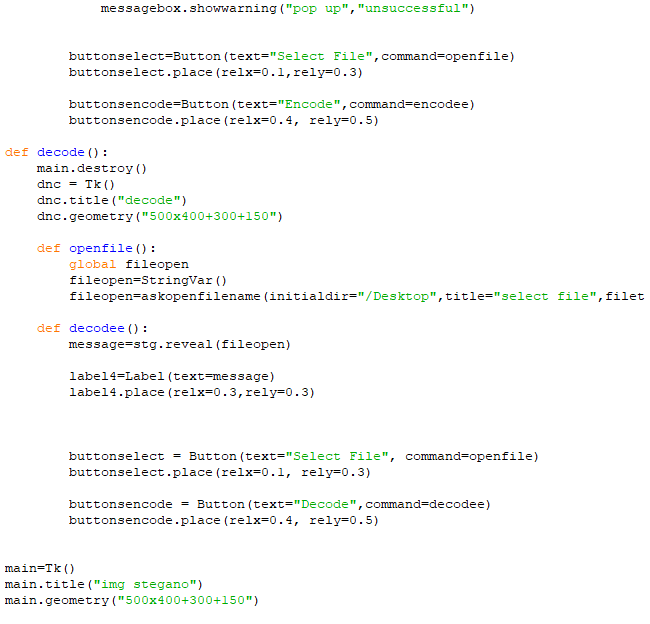 messagebox.showwarning("pop up","unsuccessful")
        buttonselect=Button(text="Select File",command=openfile)
        buttonselect.place(relx=0.1,rely=0.3)
        buttonsencode=Button(text="Encode",command=encodee)
        buttonsencode.place(relx=0.4, rely=0.5)
def decode():
    main.destroy()
    dnc = Tk()
    dnc.title("decode")
    dnc.geometry("500x400+300+150")
    def openfile():
        global fileopen
        fileopen=StringVar()
        fileopen=askopenfilename(initialdir="/Desktop",title="select file",filet
    def decodee():
        message=stg.reveal(fileopen)
        label4=Label(text=message)
        label4.place(relx=0.3,rely=0.3)
        buttonselect = Button(text="Select File", command=openfile)
        buttonselect.place(relx=0.1, rely=0.3)
        buttonsencode = Button(text="Decode",command=decodee)
        buttonsencode.place(relx=0.4, rely=0.5)
main=Tk()
main.title("img stegano")
main.geometry("500x400+300+150")